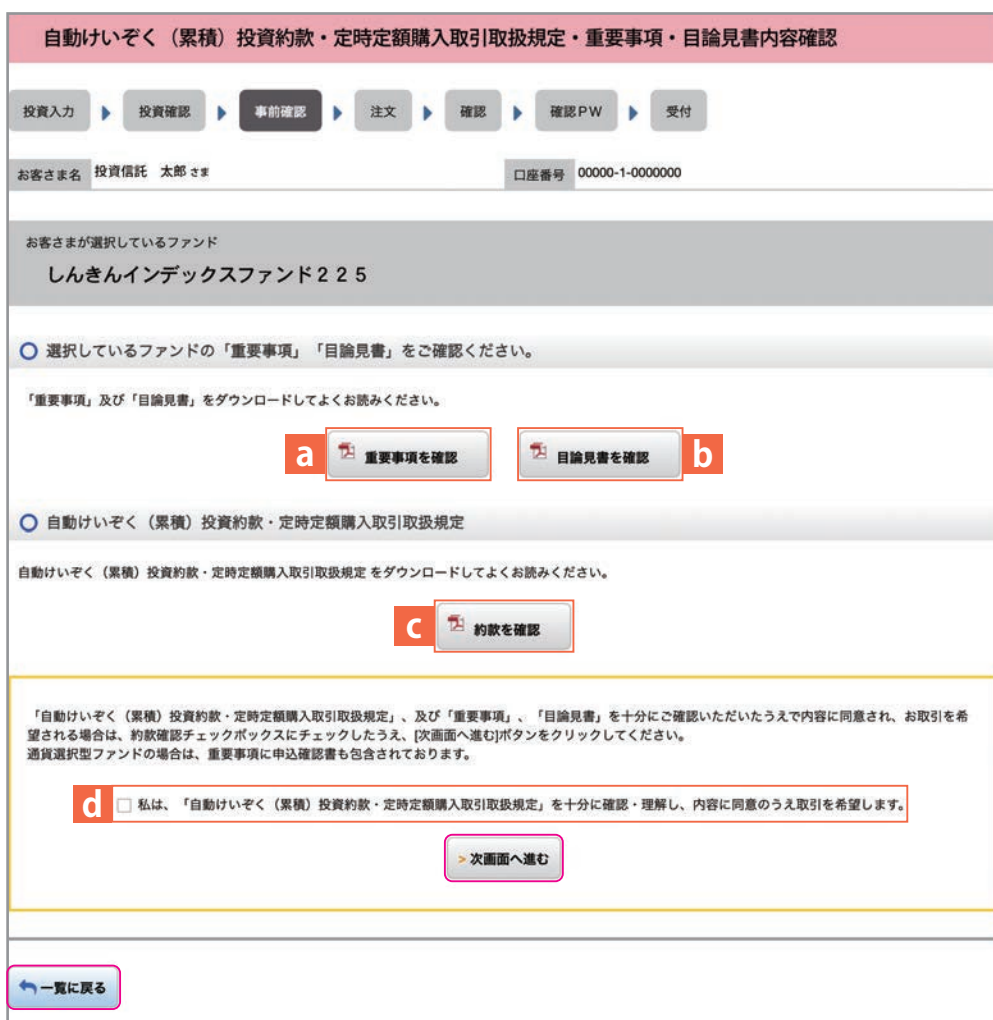 自動けいぞく（累積）投資約款・定時定額購入取引取扱規定・重要事項・目論見書内容確認
投資入力 投資確認 事前確認 注文 確認 確認PW 受付
お客さま名 投資信託 太郎 さま 口座番号 00000-1-0000000
お客さまが選択しているファンド
しんきんインデックスファンド２２５
選択しているファンドの「重要事項」「目論見書」をご確認ください。
「重要事項」及び「目論見書」をダウンロードしてよくお読みください。
a 重要事項を確認 目論見書を確認 b
自動けいぞく（累積）投資約款・定時定額購入取引取扱規定
自動けいぞく（累積）投資約款・定時定額購入取引取扱規定 をダウンロードしてよくお読みください。
c 約款を確認
「自動けいぞく（累積）投資約款・定時定額購入取引取扱規定」、及び「重要事項」、「目論見書」を十分にご確認いただいたうえで内容に同意され、お取引を希
望される場合は、約款確認チェックボックスにチェックしたうえ、[次画面へ進む]ボタンをクリックしてください。
通貨選択型ファンドの場合は、重要事項に申込確認書も包含されております。
d 私は、「自動けいぞく（累積）投資約款・定時定額購入取引取扱規定」を十分に確認・理解し、内容に同意のうえ取引を希望します。
> 次画面へ進む
一覧に戻る